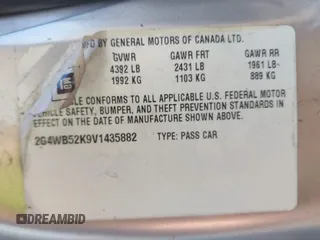 MFD BY GENERAL MOTORS OF CANADA LTD.
GVWR GAWR FRT GAWR RR
4392 LB 2431 LB 1961 LB
1992 KG 1103 KG 889 KG
GM
CLE CONFORMS TO ALL APPLICABLE U.S. FEDERAL MOTOR
VEHICLE SAFETY, BUMPER, AND THEFT PREVENTION STANDARDS IN
EFFECT ON THE DATE OF MANUFACTURE SHOWN ABOVE.
2G4WB52K9V1435882 TYPE: PASS CAR
DREAMBID